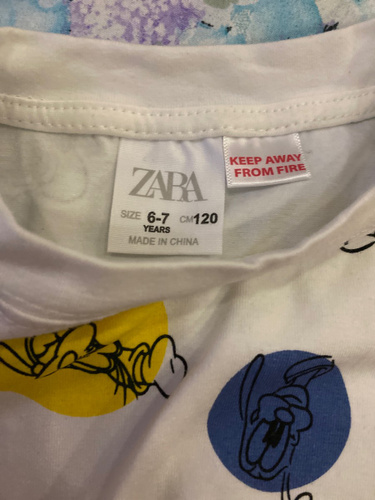 ZARA
SIZE 6-7 CM 120
YEARS
MADE IN CHINA
KEEP AWAY
FROM FIRE